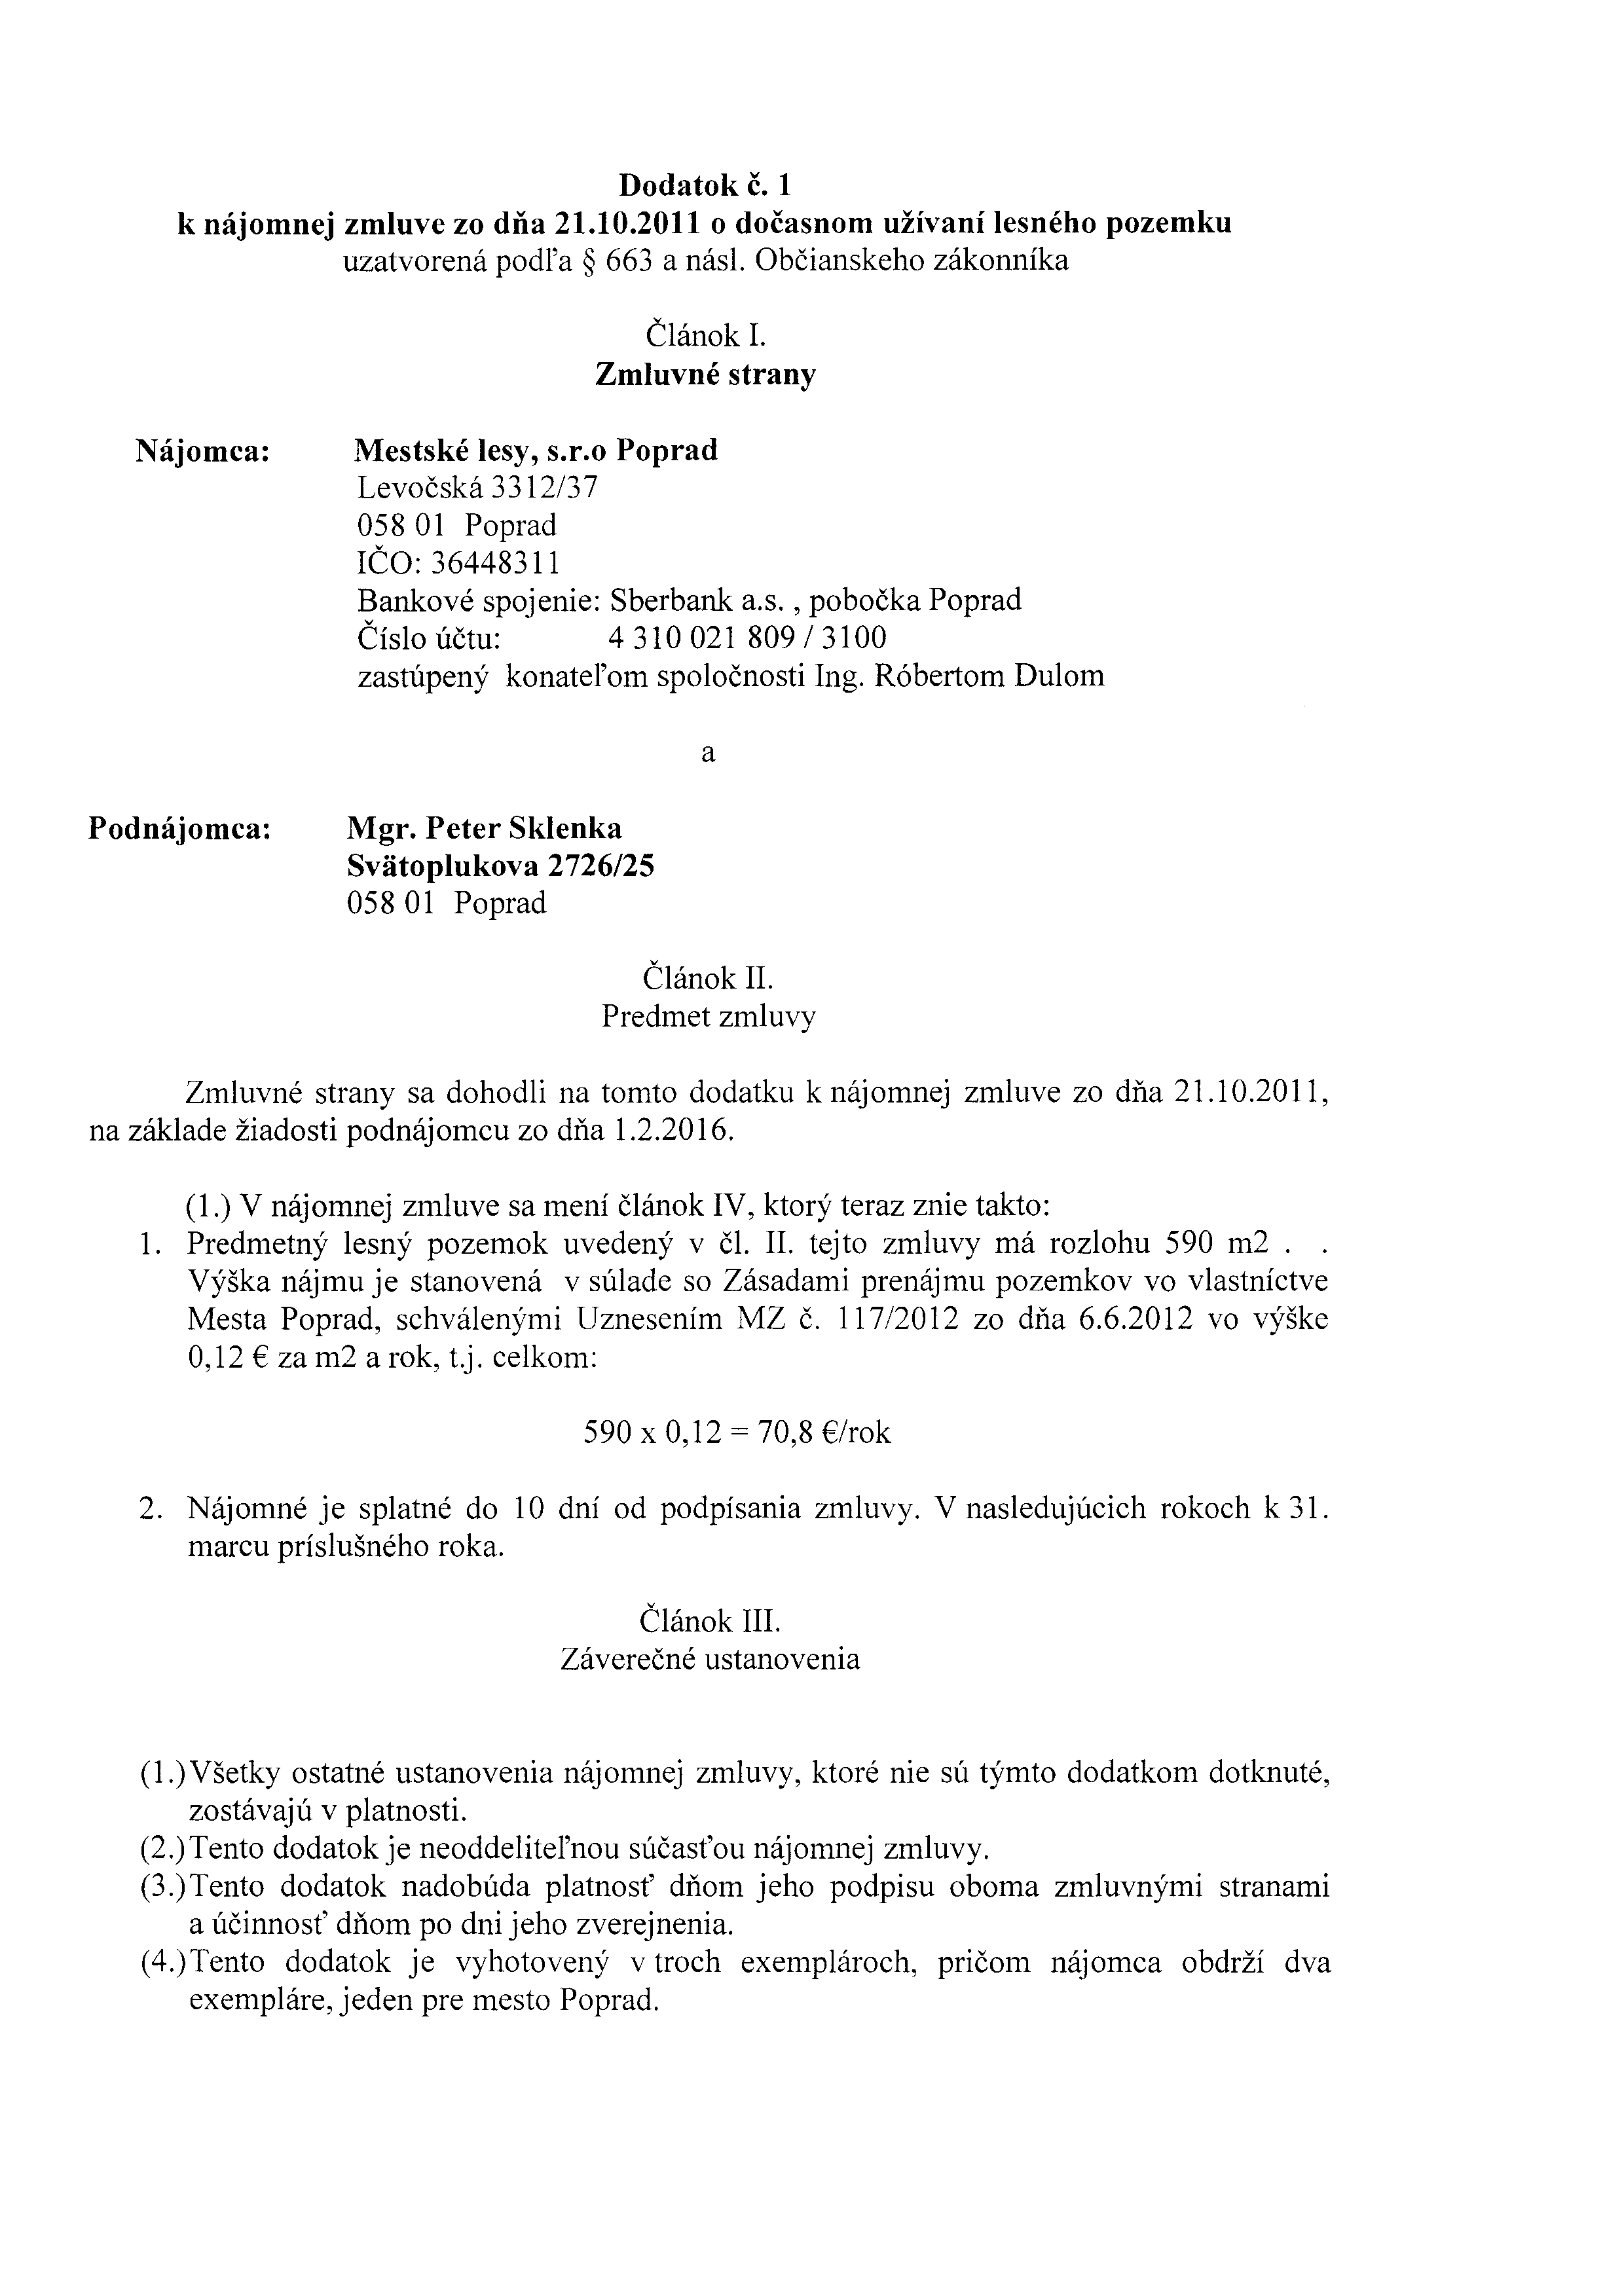 Dodatok č. 1
k nájomnej zmluve zo dňa 21.10.2011 o dočasnom užívaní lesného pozemku
uzatvorená podľa § 663 a násl. Občianskeho zákonníka
Článok I.
Zmluvné strany
Nájomca: Mestské lesy, s.r.o Poprad
Levočská 3312/37
058 01 Poprad
IČO: 36448311
Bankové spojenie: Sberbank a.s. , pobočka Poprad
Číslo účtu: 4 310 021 809 / 3100
zastúpený konateľom spoločnosti Ing. Róbertom Dulom
a
Podnájomca: Mgr. Peter Sklenka
Svätoplukova 2726/25
058 01 Poprad
Článok II.
Predmet zmluvy
Zmluvné strany sa dohodli na tomto dodatku k nájomnej zmluve zo dňa 21.10.2011,
na základe žiadosti podnájomcu zo dňa 1.2.2016.
(1.) V nájomnej zmluve sa mení článok IV, ktorý teraz znie takto:
1. Predmetný lesný pozemok uvedený v čl. II. tejto zmluvy má rozlohu 590 m2 . .
Výška nájmu je stanovená v súlade so Zásadami prenájmu pozemkov vo vlastníctve
Mesta Poprad, schválenými Uznesením MZ č. 117/2012 zo dňa 6.6.2012 vo výške
0,12 € za m2 a rok, t.j. celkom:
590 x 0,12 = 70,8 €/rok
2. Nájomné je splatné do 10 dní od podpísania zmluvy. V nasledujúcich rokoch k 31.
marcu príslušného roka.
Článok III.
Záverečné ustanovenia
(1.) Všetky ostatné ustanovenia nájomnej zmluvy, ktoré nie sú týmto dodatkom dotknuté,
zostávajú v platnosti.
(2.) Tento dodatok je neoddeliteľnou súčasťou nájomnej zmluvy.
(3.) Tento dodatok nadobúda platnosť dňom jeho podpisu oboma zmluvnými stranami
a účinnosť dňom po dni jeho zverejnenia.
(4.) Tento dodatok je vyhotovený v troch exemplároch, pričom nájomca obdrží dva
exempláre, jeden pre mesto Poprad.